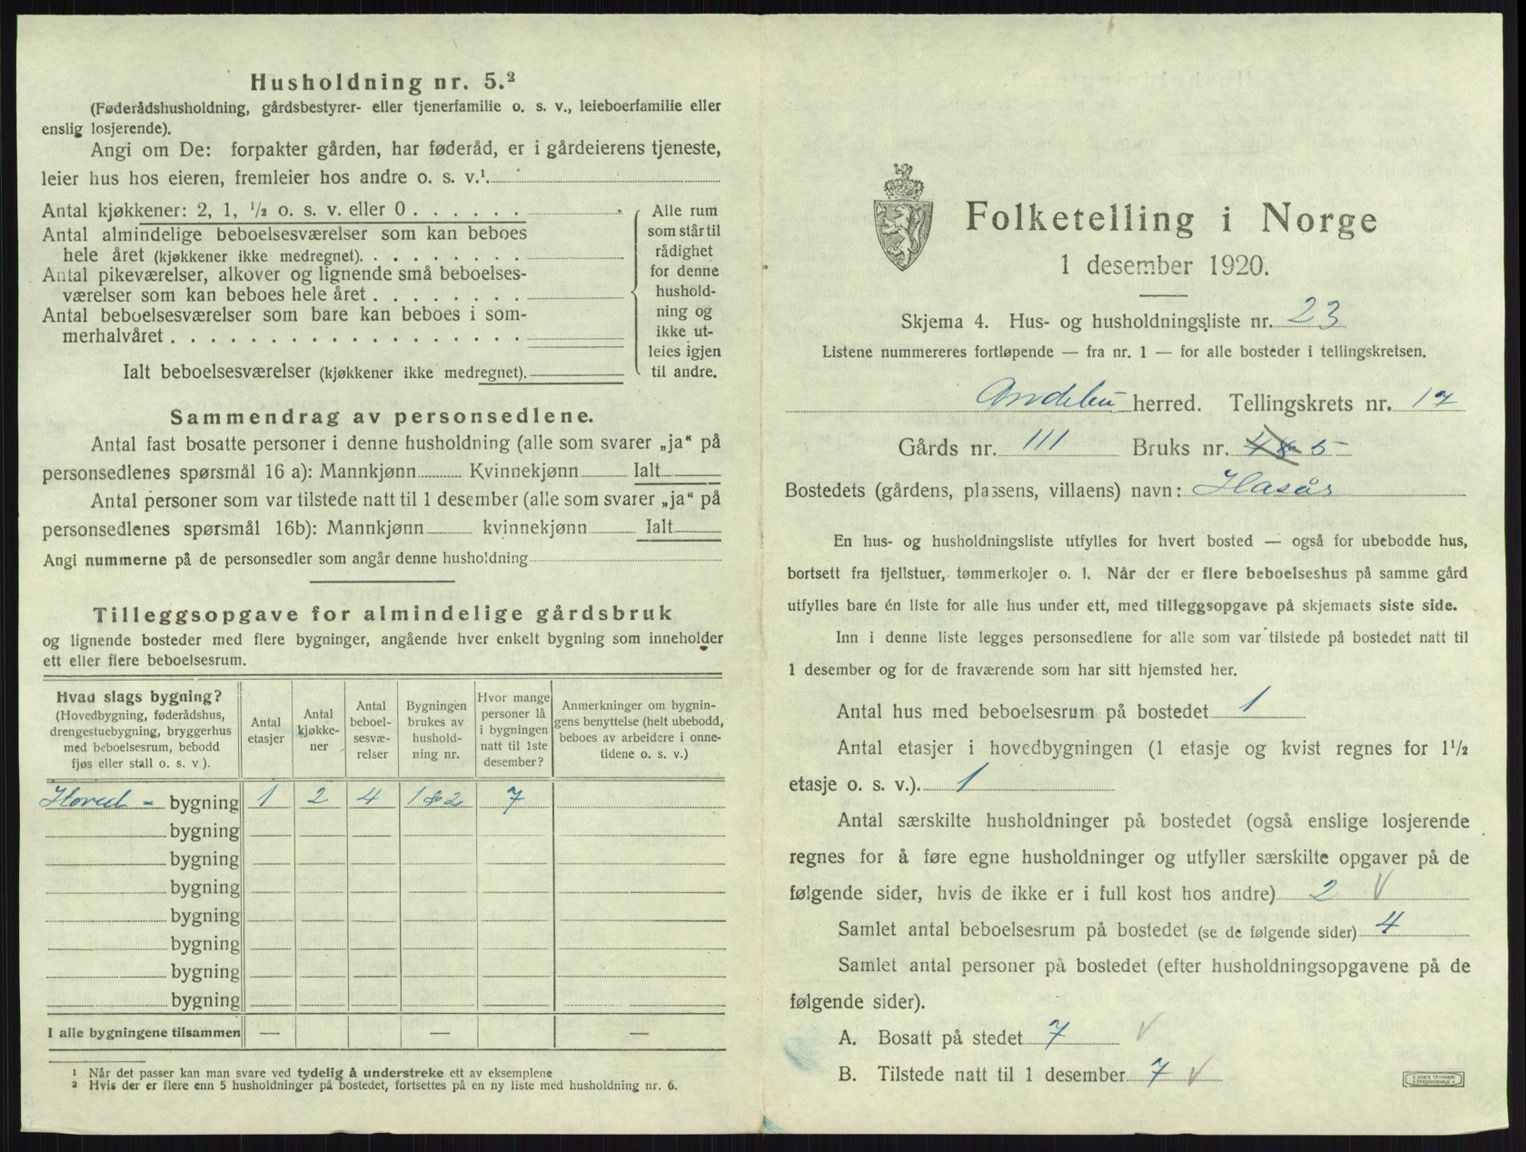 Husholdning nr. 5.²
(Føderådshusholdning, gårdsbestyrer- eller tjenerfamilie o. s. v., leieboerfamilie eller
enslig losjerende).
Angi om De: forpakter gården, har føderåd, er i gårdeierens tjeneste,
leier hus hos eieren, fremleier hos andre o. s. v.¹.
Antal kjøkkener: 2, 1, ½ o. s. v. eller 0 . . . . . .
Antal almindelige beboelsesværelser som kan beboes
hele året (kjøkkener ikke medregnet). . . . . . . . .
Antal pikeværelser, alkover og lignende små beboelses-
værelser som kan beboes hele året . . . . . . . .
Antal beboelsesværelser som bare kan beboes i som-
merhalvåret . . . . . . . . . . . . . . . . . .
Ialt beboelsesværelser (kjøkkener ikke medregnet).
Alle rum
som står til
rådighet
for denne
hushold-
ning og
ikke ut-
leies igjen
til andre.
Sammendrag av personsedlene.
Antal fast bosatte personer i denne husholdning (alle som svarer „ja“ på
personsedlenes spørsmål 16 a): Mannkjønn Kvinnekjønn Ialt
Antal personer som var tilstede natt til 1 desember (alle som svarer „ja“ på
personsedlenes spørsmål 16b): Mannkjønn kvinnekjønn Ialt
Angi nummerne på de personsedler som angår denne husholdning
Tilleggsopgave for almindelige gårdsbruk
og lignende bosteder med flere bygninger, angående hver enkelt bygning som inneholder
ett eller flere beboelsesrum.
Hvad slags bygning?
(Hovedbygning, føderådshus,
drengestuebygning, bryggerhus
med beboelsesrum, bebodd
fjøs eller stall o. s. v.)
Antal
etasjer
Antal
kjøkke-
ner
Antal
beboel-
sesvæ-
relser
Bygningen
brukes av
hushold-
ning nr.
Hvor mange
personer lå
i bygningen
natt til 1ste
desember?
Anmerkninger om bygnin-
gens benyttelse (helt ubebodd,
beboes av arbeidere i onne-
tidene o. s. v.)
Hoved - bygning 1 2 4 1&2 7
bygning
bygning
bygning
bygning
bygning
bygning
bygning
I alle bygningene tilsammen — — —
¹ Når det passer kan man svare ved tydelig å understreke ett av eksemplene
² Hvis der er flere enn 5 husholdninger på bostedet, fortsettes på en ny liste med husholdning nr. 6.
Folketelling i Norge
1 desember 1920.
Skjema 4. Hus- og husholdningsliste nr. 23
Listene nummereres fortløpende — fra nr. 1 — for alle bosteder i tellingskretsen.
Andebu herred. Tellingskrets nr. 12
Gårds nr. 111 Bruks nr. 4 & 5
Bostedets (gårdens, plassens, villaens) navn: Hasås
En hus- og husholdningsliste utfylles for hvert bosted — også for ubebodde hus,
bortsett fra fjellstuer, tømmerkojer o. l. Når der er flere beboelseshus på samme gård
utfylles bare én liste for alle hus under ett, med tilleggsopgave på skjemaets siste side.
Inn i denne liste legges personsedlene for alle som var tilstede på bostedet natt til
1 desember og for de fraværende som har sitt hjemsted her.
Antal hus med beboelsesrum på bostedet 1
Antal etasjer i hovedbygningen (1 etasje og kvist regnes for 1½
etasje o. s. v.). 1
Antal særskilte husholdninger på bostedet (også enslige losjerende
regnes for å føre egne husholdninger og utfyller særskilte opgaver på de
følgende sider, hvis de ikke er i full kost hos andre) 2 √
Samlet antal beboelsesrum på bostedet (se de følgende sider) 4
Samlet antal personer på bostedet (efter husholdningsopgavene på de
følgende sider).
A. Bosatt på stedet 7 √
B. Tilstede natt til 1 desember 7 √